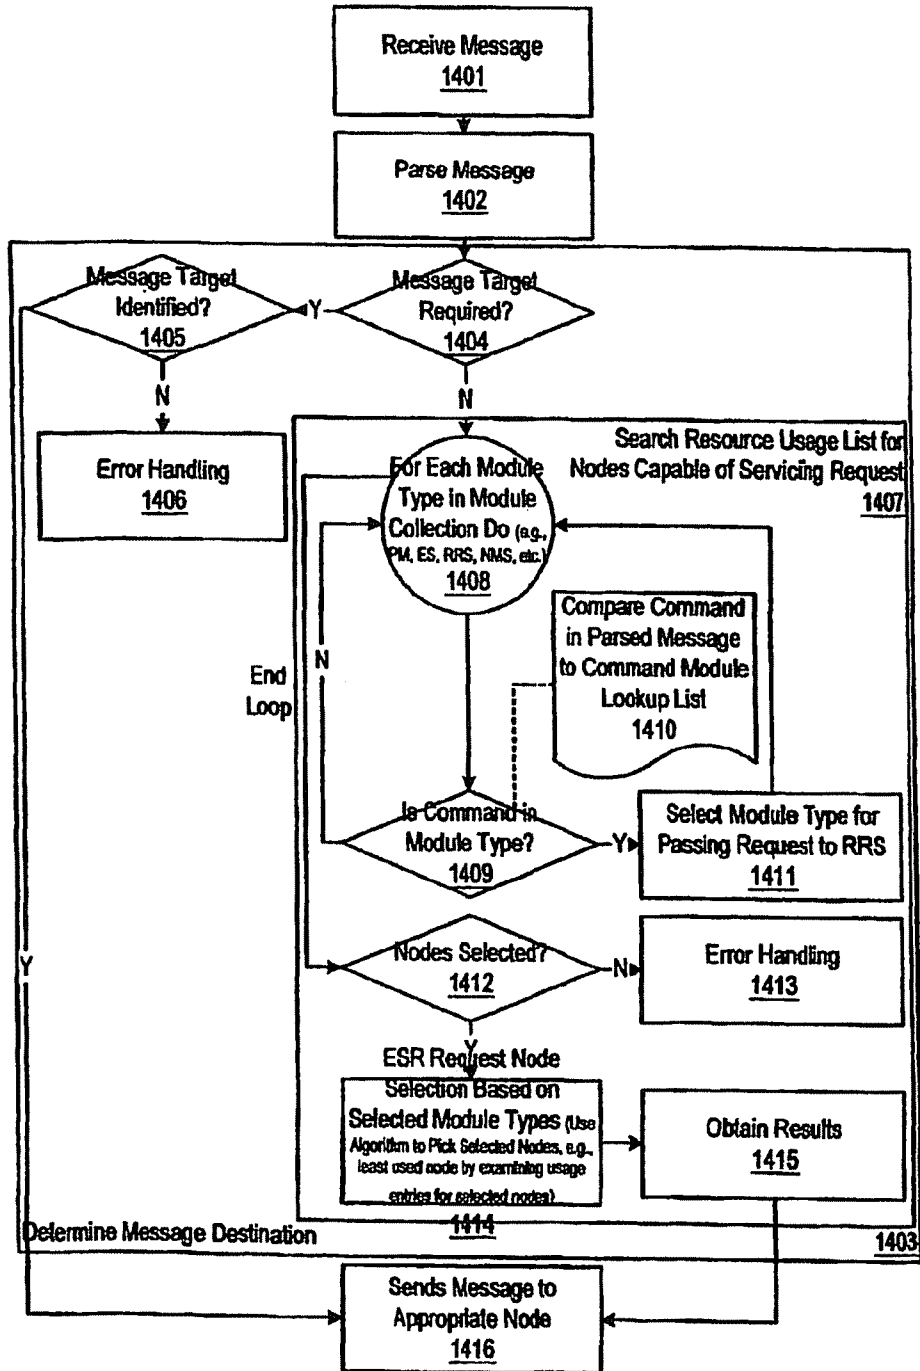 Receive Message
1401
Parse Message
1402
Message Target
Identified?
1405
Y
Message Target
Required?
1404
N
N
Error Handling
1406
Search Resource Usage List for
Nodes Capable of Servicing Request
1407
For Each Module
Type in Module
Collection Do (e.g.,
PM, ES, RRS, NMS, etc.)
1408
Compare Command
in Parsed Message
to Command Module
Lookup List
1410
N
End
Loop
Is Command in
Module Type?
1409
Y
Select Module Type for
Passing Request to RRS
1411
Nodes Selected?
1412
N
Error Handling
1413
Y
Y
ESR Request Node
Selection Based on
Selected Module Types (Use
Algorithm to Pick Selected Nodes, e.g.,
least used node by examining usage
entries for selected nodes)
1414
Obtain Results
1415
Determine Message Destination
1403
Sends Message to
Appropriate Node
1416